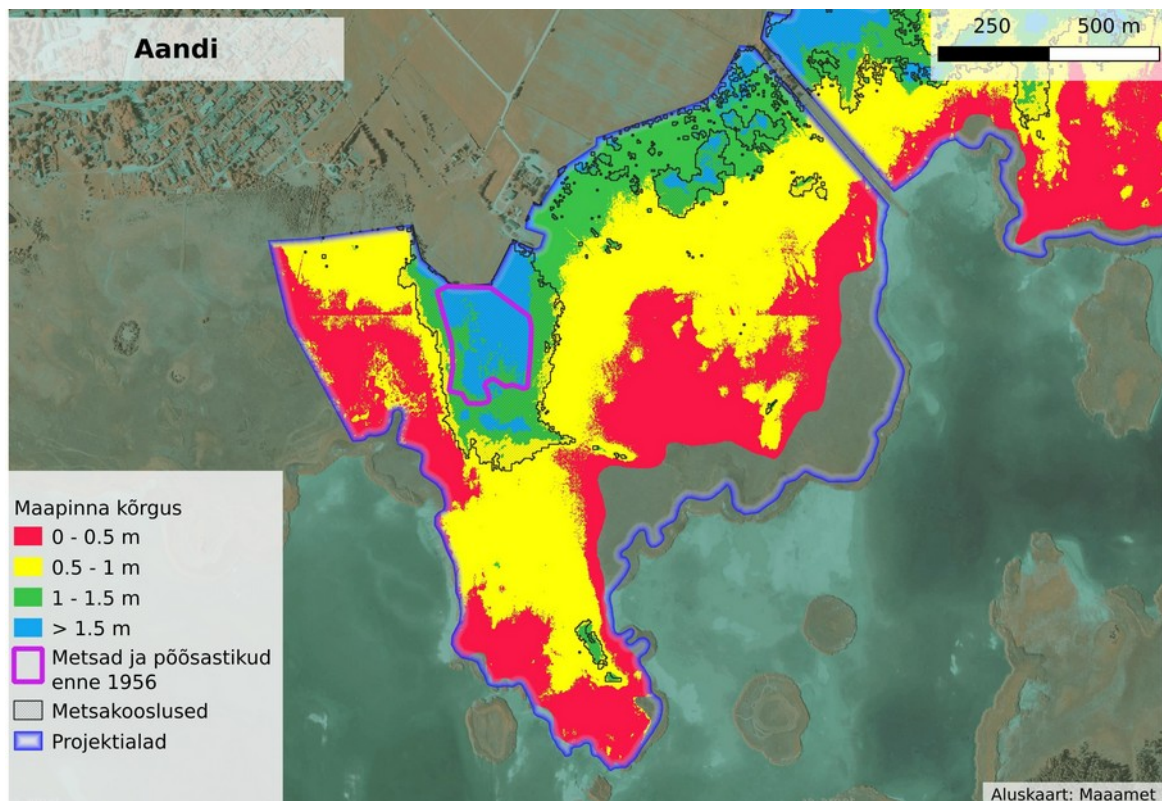 Aandi
250 500 m
Maapinna kõrgus
0 - 0.5 m
0.5 - 1 m
1 - 1.5 m
> 1.5 m
Metsad ja põõsastikud
enne 1956
Metsakooslused
Projektialad
Aluskaart: Maaamet